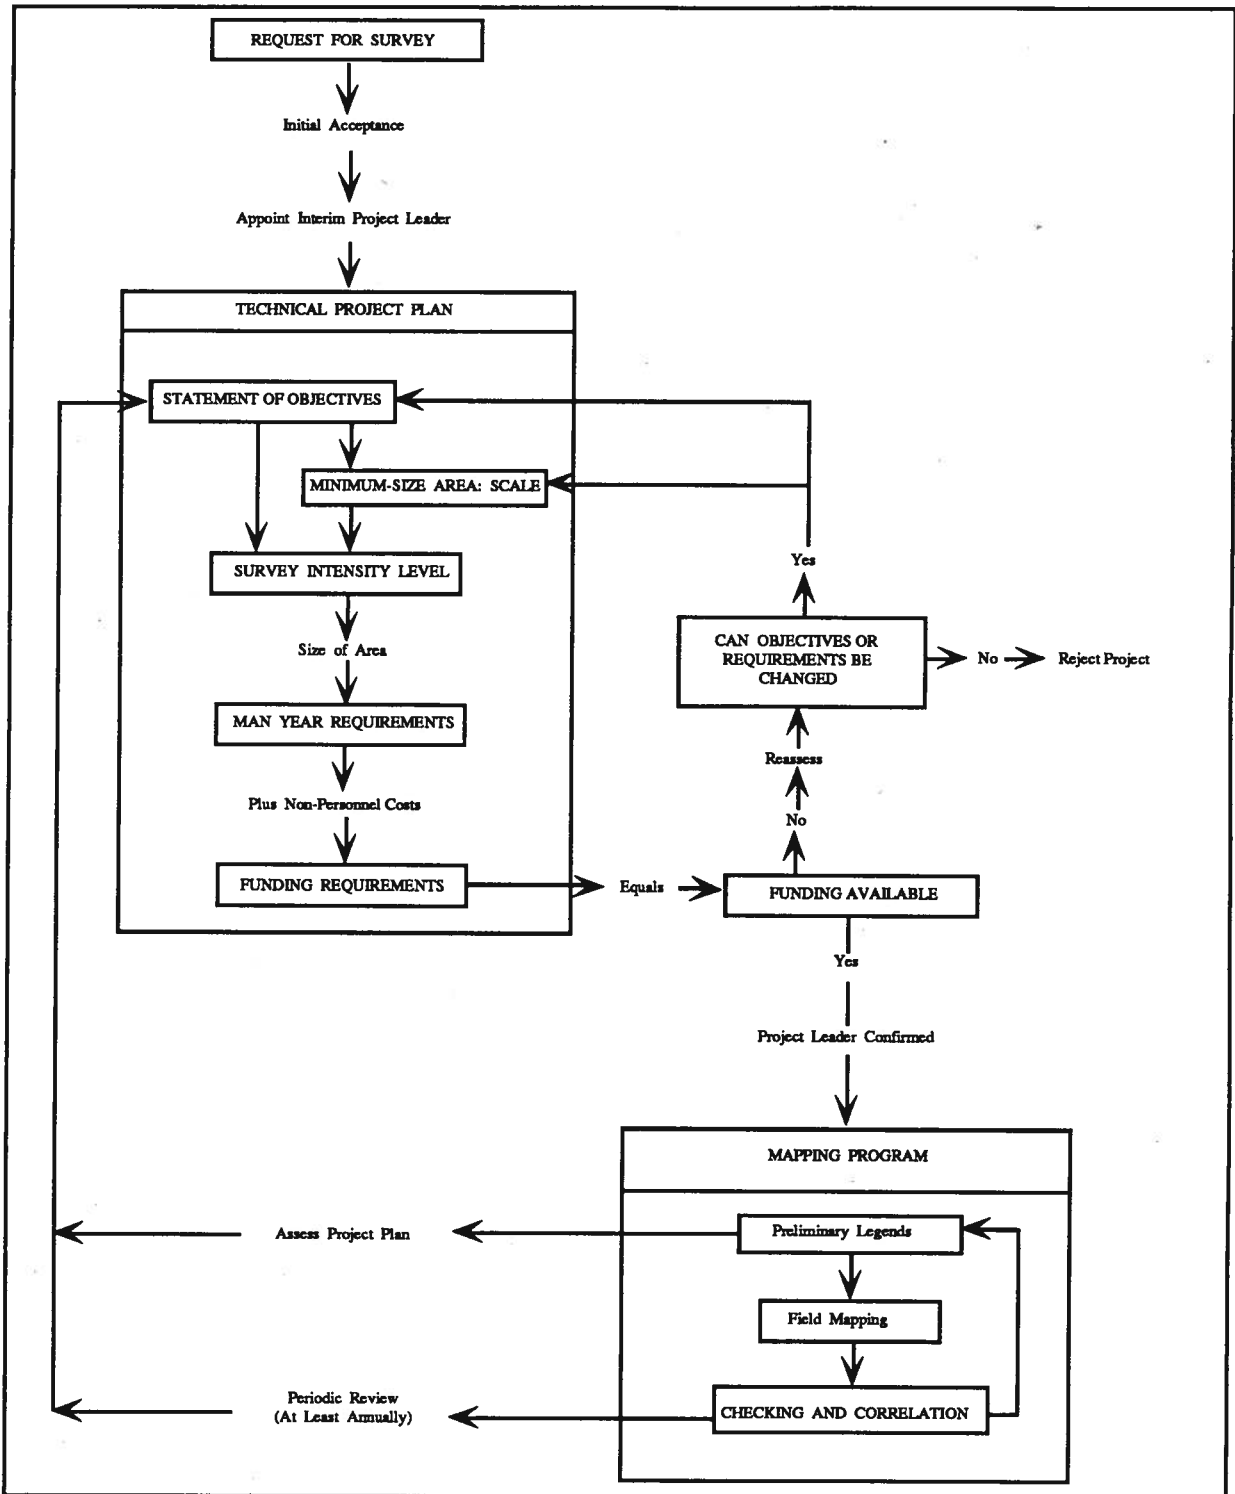 REQUEST FOR SURVEY
Initial Acceptance
Appoint Interim Project Leader
TECHNICAL PROJECT PLAN
STATEMENT OF OBJECTIVES
MINIMUM-SIZE AREA: SCALE
SURVEY INTENSITY LEVEL
Size of Area
MAN YEAR REQUIREMENTS
Plus Non-Personnel Costs
FUNDING REQUIREMENTS
Equals
FUNDING AVAILABLE
No
Reassess
CAN OBJECTIVES OR
REQUIREMENTS BE
CHANGED
No
Reject Project
Yes
Yes
Project Leader Confirmed
MAPPING PROGRAM
Preliminary Legends
Assess Project Plan
Field Mapping
CHECKING AND CORRELATION
Periodic Review
(At Least Annually)